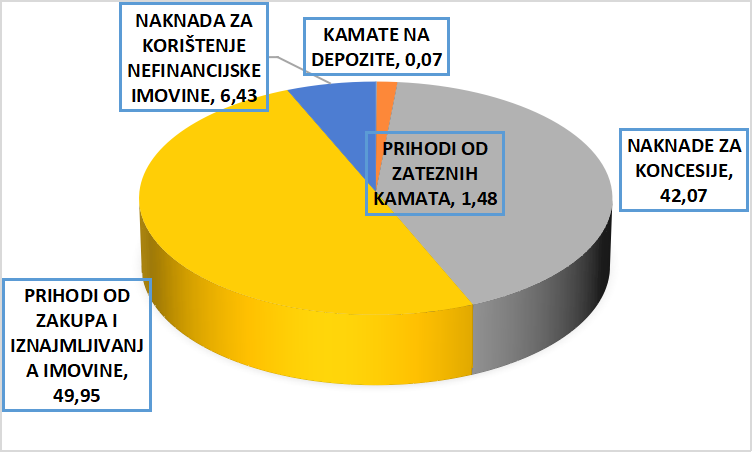 NAKNADA ZA
KORIŠTENJE
NEFINANCIJSKE
IMOVINE, 6,43
KAMATE NA
DEPOZITE, 0,07
PRIHODI OD
ZATEZNIH
KAMATA, 1,48
NAKNADE ZA
KONCESIJE,
42,07
PRIHODI OD
ZAKUPA I
IZNAJMLJIVANJ
A IMOVINE,
49,95